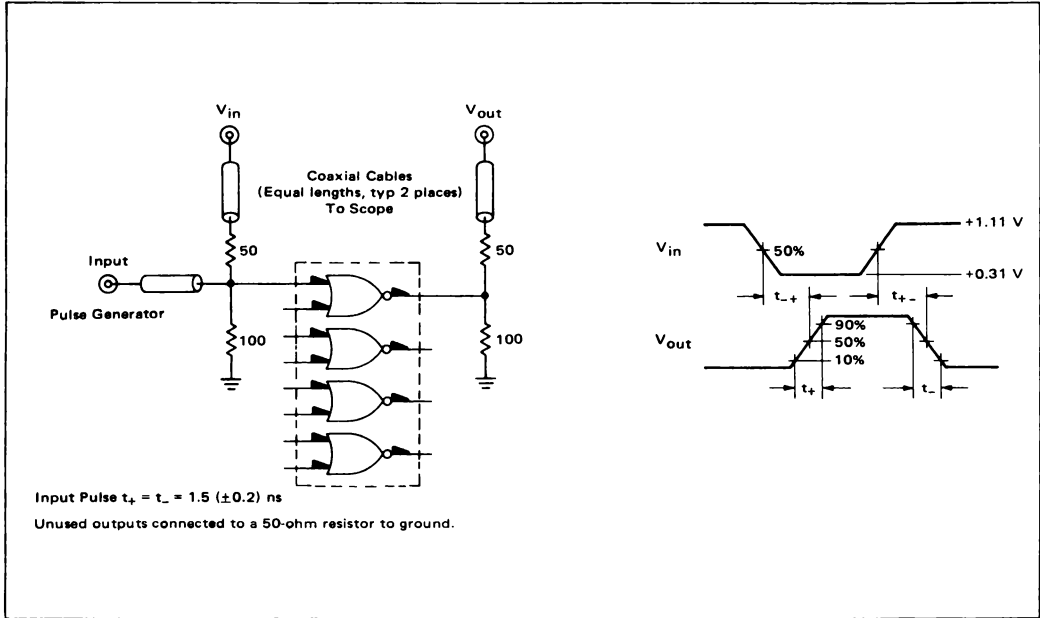 Vin
Vout
Coaxial Cables
(Equal lengths, typ 2 places)
To Scope
50
50
Input
Pulse Generator
100
100
Input Pulse t+ = t- = 1.5 (±0.2) ns
Unused outputs connected to a 50-ohm resistor to ground.
Vin
50%
+1.11 V
+0.31 V
t-+
t+-
Vout
90%
50%
10%
t+
t-